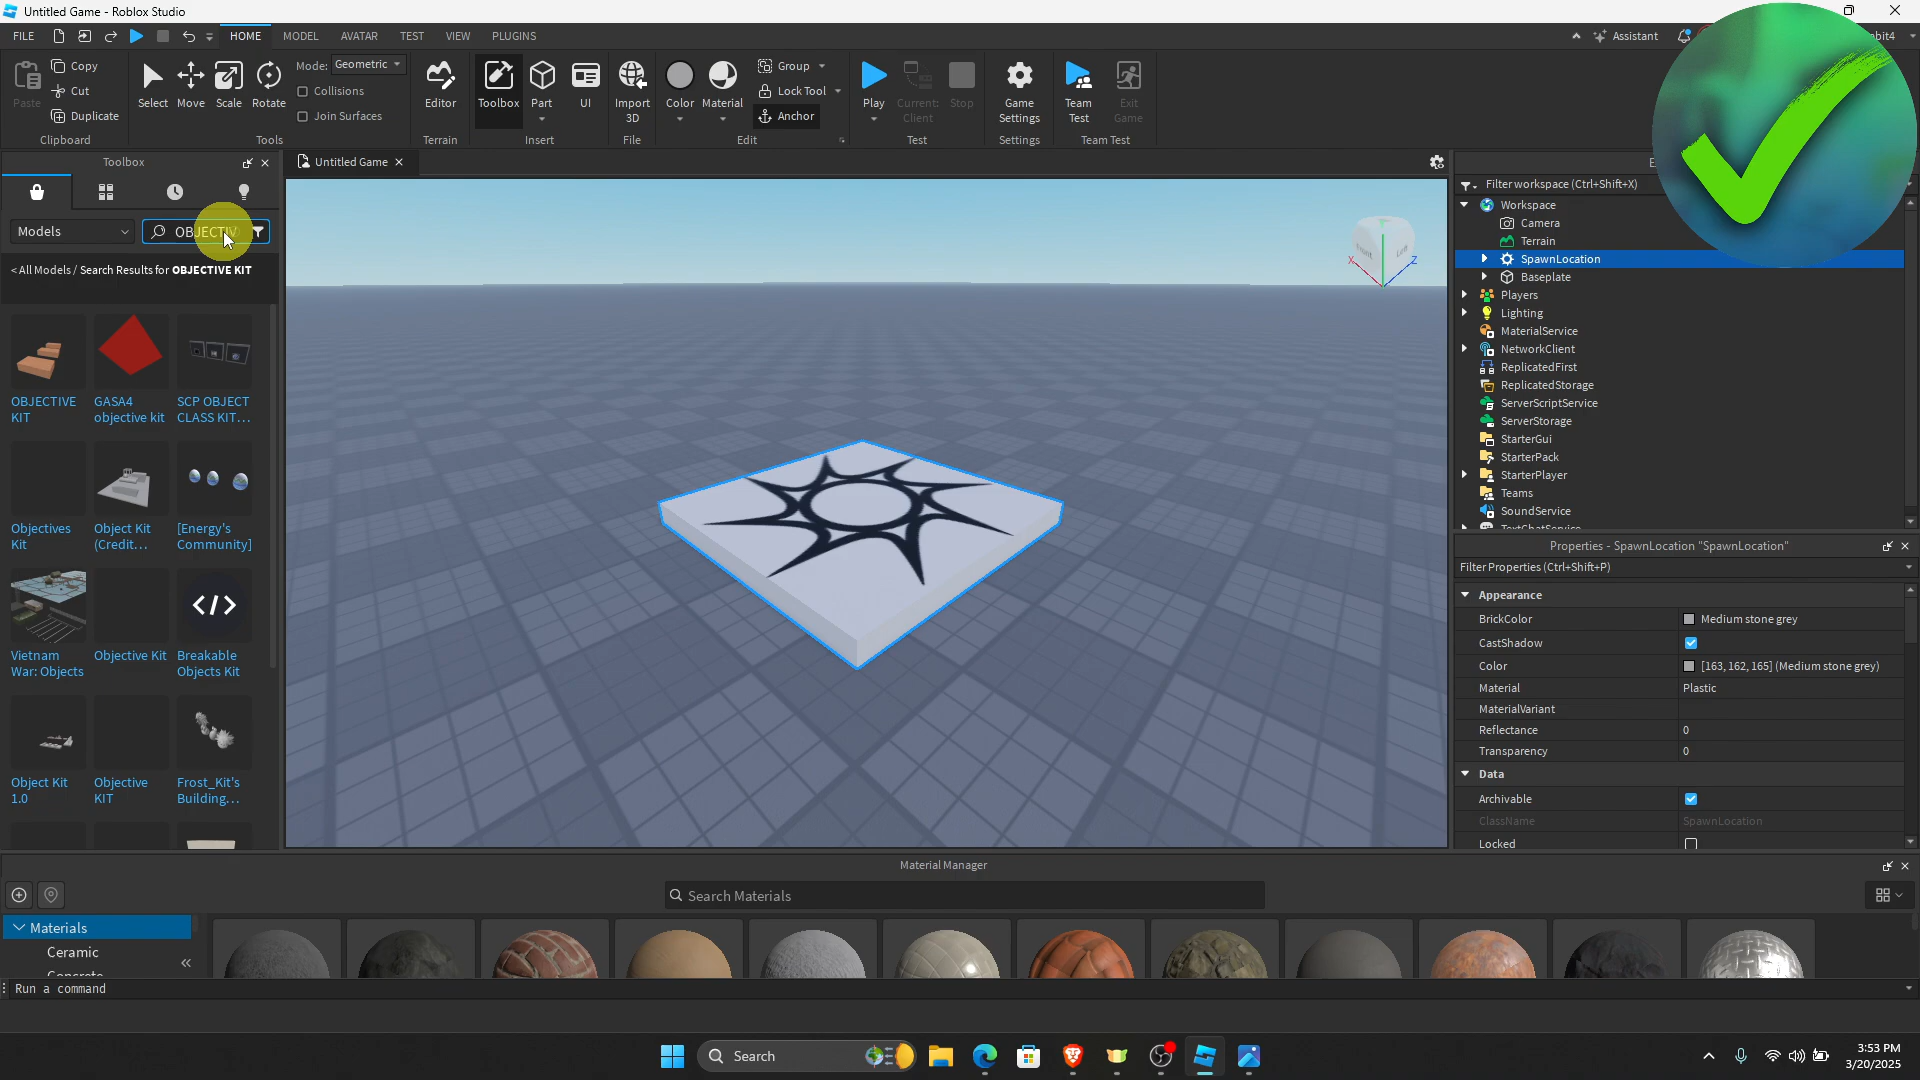 Untitled Game - Roblox Studio
FILE
HOME
MODEL
AVATAR
TEST
VIEW
PLUGINS
Assistant
Paste
Copy
Cut
Duplicate
Clipboard
Select
Move
Scale
Rotate
Mode: Geometric
Collisions
Join Surfaces
Tools
Editor
Terrain
Toolbox
Part
UI
Insert
Import
3D
File
Color
Material
Group
Lock Tool
Anchor
Edit
Play
Current:
Client
Stop
Test
Game
Settings
Settings
Team
Test
Exit
Game
Team Test
Toolbox
Untitled Game
Models
OBJECTIV
< All Models / Search Results for OBJECTIVE KIT
OBJECTIVE
KIT
GASA4
objective kit
SCP OBJECT
CLASS KIT...
Objectives
Kit
Object Kit
(Credit...
[Energy's
Community]
Vietnam
War: Objects
Objective Kit
Breakable
Objects Kit
Object Kit
1.0
Objective
KIT
Frost_Kit's
Building...
Filter workspace (Ctrl+Shift+X)
Workspace
Camera
Terrain
SpawnLocation
Baseplate
Players
Lighting
MaterialService
NetworkClient
ReplicatedFirst
ReplicatedStorage
ServerScriptService
ServerStorage
StarterGui
StarterPack
StarterPlayer
Teams
SoundService
TextChatService
Properties - SpawnLocation "SpawnLocation"
Filter Properties (Ctrl+Shift+P)
Appearance
BrickColor Medium stone grey
CastShadow
Color [163, 162, 165] (Medium stone grey)
Material Plastic
MaterialVariant
Reflectance 0
Transparency 0
Data
Archivable
ClassName SpawnLocation
Locked
Material Manager
Search Materials
Materials
Ceramic
Concrete
Run a command
Search
3:53 PM
3/20/2025